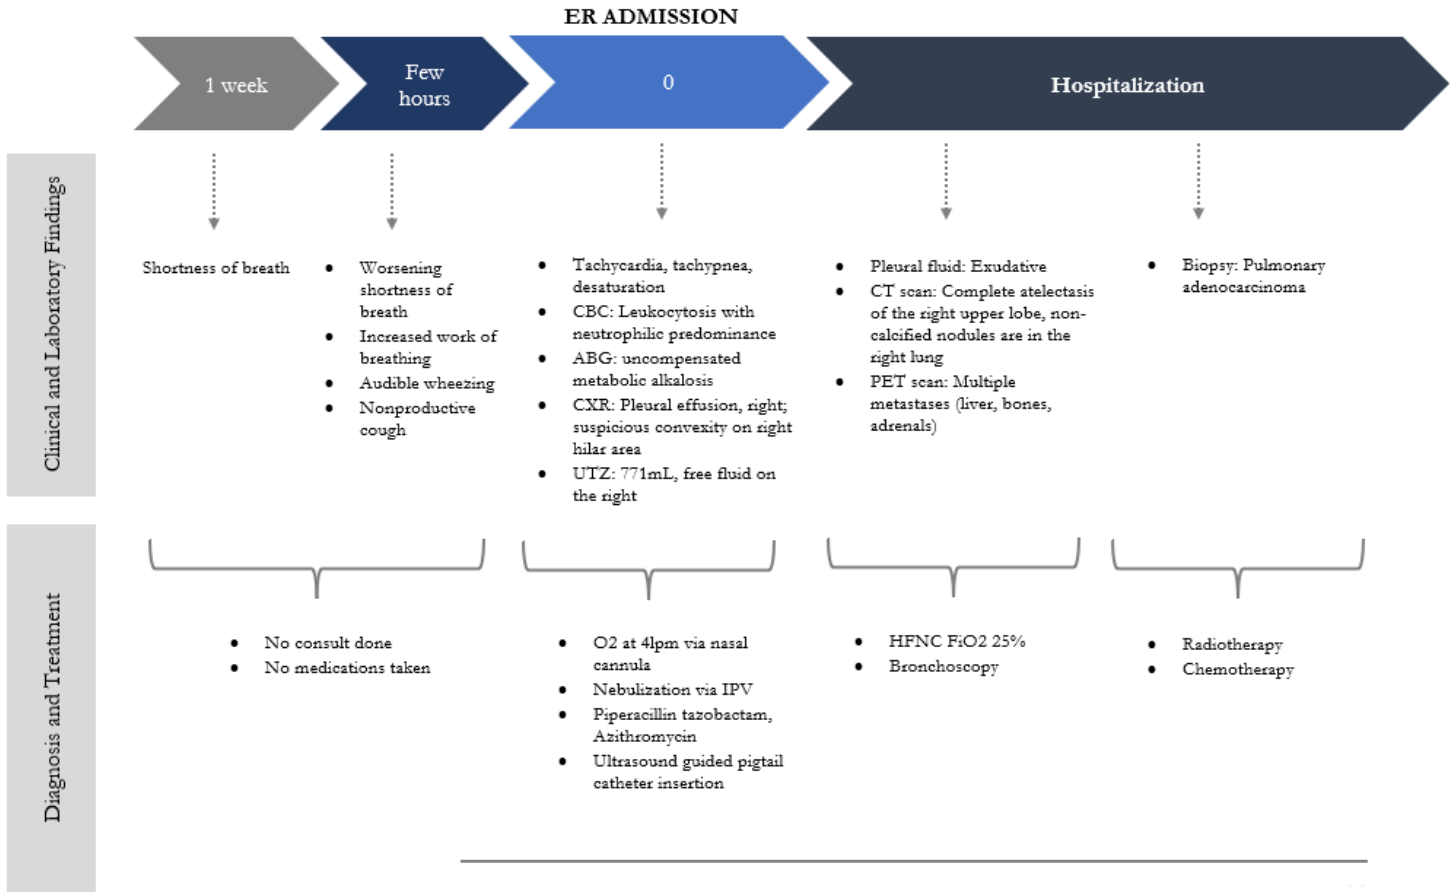 ER ADMISSION
1 week
Few
hours
0
Hospitalization
Clinical and Laboratory Findings
Shortness of breath
● Worsening
shortness of
breath
● Increased work of
breathing
● Audible wheezing
● Nonproductive
cough
● Tachycardia, tachypnea,
desaturation
● CBC: Leukocytosis with
neutrophilic predominance
● ABG: uncompensated
metabolic alkalosis
● CXR: Pleural effusion, right;
suspicious convexity on right
hilar area
● UTZ: 771mL, free fluid on
the right
● Pleural fluid: Exudative
● CT scan: Complete atelectasis
of the right upper lobe, non-
calcified nodules are in the
right lung
● PET scan: Multiple
metastases (liver, bones,
adrenals)
● Biopsy: Pulmonary
adenocarcinoma
Diagnosis and Treatment
● No consult done
● No medications taken
● O2 at 4lpm via nasal
cannula
● Nebulization via IPV
● Piperacillin tazobactam,
Azithromycin
● Ultrasound guided pigtail
catheter insertion
● HFNC FiO2 25%
● Bronchoscopy
● Radiotherapy
● Chemotherapy